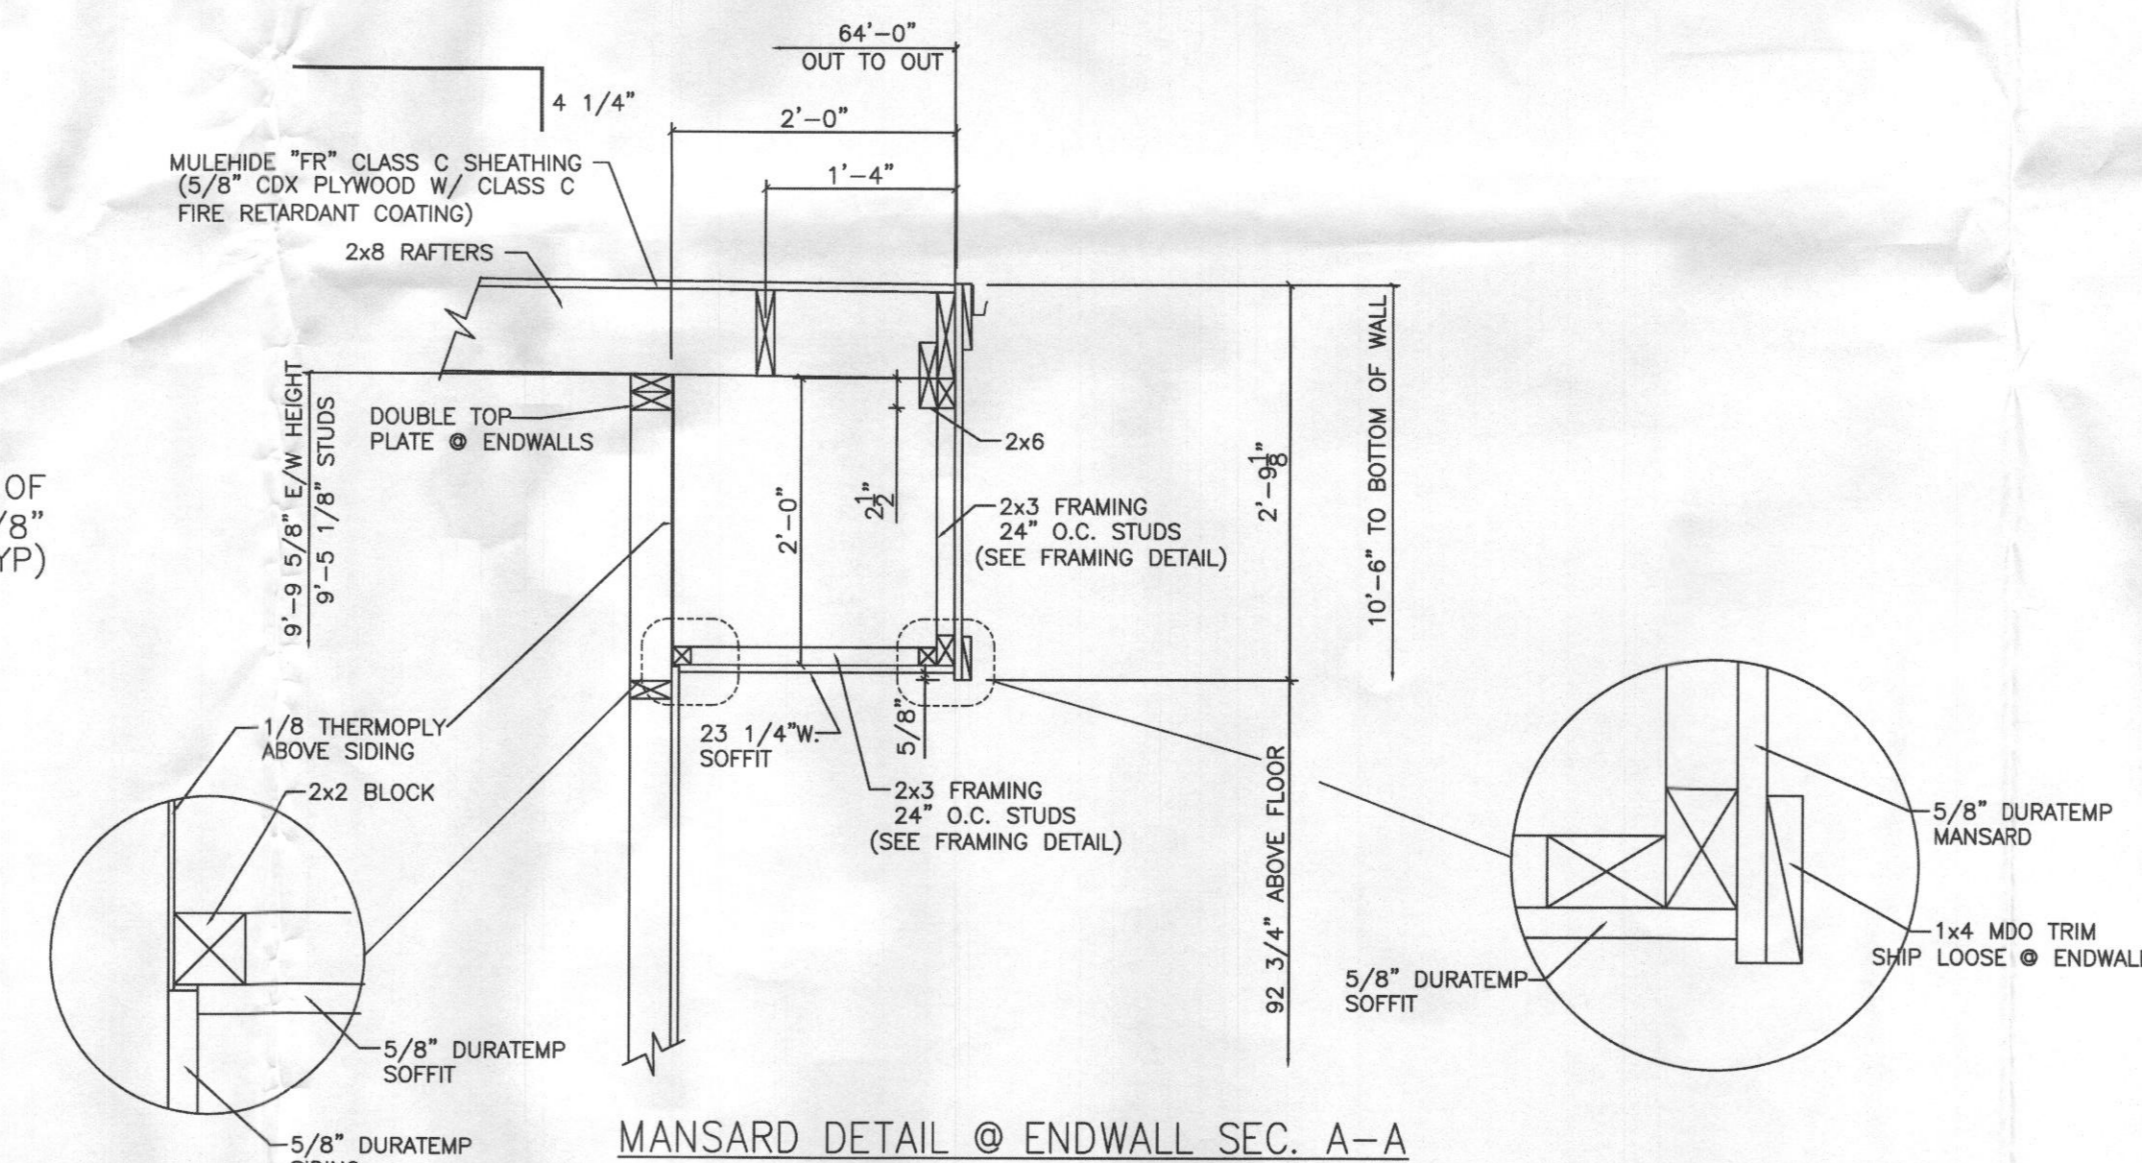 64'-0"
OUT TO OUT
4 1/4"
2'-0"
1'-4"
MULEHIDE "FR" CLASS C SHEATHING
(5/8" CDX PLYWOOD W/ CLASS C
FIRE RETARDANT COATING)
2x8 RAFTERS
9'-9 5/8" E/W HEIGHT
9'-5 1/8" STUDS
DOUBLE TOP
PLATE @ ENDWALLS
OF
/8"
YP)
2'-0"
2 1/2"
2x6
2x3 FRAMING
24" O.C. STUDS
(SEE FRAMING DETAIL)
2'-9 1/8"
10'-6" TO BOTTOM OF WALL
1/8 THERMOPLY
ABOVE SIDING
2x2 BLOCK
23 1/4"W.
SOFFIT
5/8"
2x3 FRAMING
24" O.C. STUDS
(SEE FRAMING DETAIL)
92 3/4" ABOVE FLOOR
5/8" DURATEMP
MANSARD
1x4 MDO TRIM
SHIP LOOSE @ ENDWALL
5/8" DURATEMP
SOFFIT
5/8" DURATEMP
SOFFIT
5/8" DURATEMP
SIDING
MANSARD DETAIL @ ENDWALL SEC. A-A